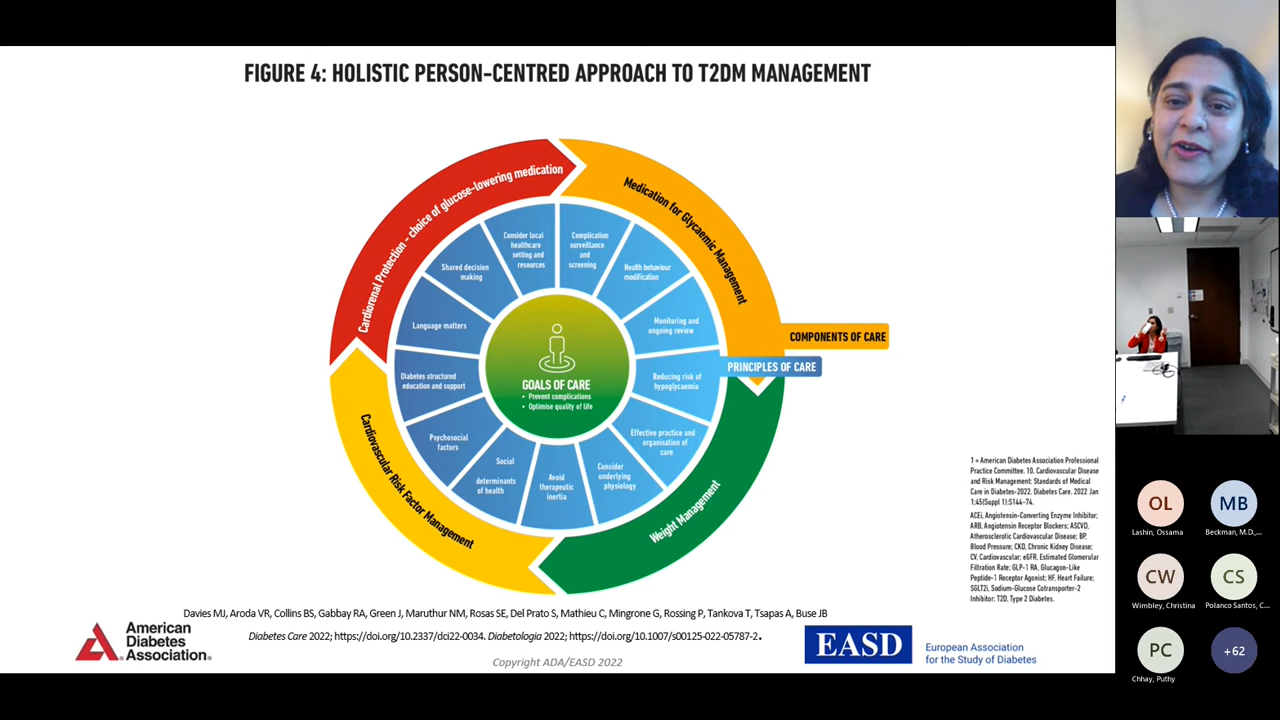 FIGURE 4: HOLISTIC PERSON-CENTRED APPROACH TO T2DM MANAGEMENT
Cardiorenal Protection - choice of glucose-lowering medication
Medication for Glycaemic Management
Consider local
healthcare
setting and
resources
Complication
surveillance
and
screening
Shared decision
making
Health behaviour
modification
Language matters
Monitoring and
ongoing review
COMPONENTS OF CARE
PRINCIPLES OF CARE
Diabetes structured
education and support
GOALS OF CARE
• Prevent complications
• Optimise quality of life
Reducing risk of
hypoglycaemia
Psychosocial
factors
Effective practice and
organisation of
care
Social
determinants
of health
Avoid
therapeutic
inertia
Consider
underlying
physiology
Cardiovascular Risk Factor Management
Weight Management
1 = American Diabetes Association Professional
Practice Committee. 10. Cardiovascular Disease
and Risk Management: Standards of Medical
Care in Diabetes-2022. Diabetes Care. 2022 Jan
1;45(Suppl 1):S144-74.
ACEi, Angiotensin-Converting Enzyme Inhibitor;
ARB, Angiotensin Receptor Blockers; ASCVD,
Atherosclerotic Cardiovascular Disease; BP,
Blood Pressure; CKD, Chronic Kidney Disease;
CV, Cardiovascular; eGFR, Estimated Glomerular
Filtration Rate; GLP-1 RA, Glucagon-Like
Peptide-1 Receptor Agonist; HF, Heart Failure;
SGLT2i, Sodium-Glucose Cotransporter-2
Inhibitor; T2D, Type 2 Diabetes.
Davies MJ, Aroda VR, Collins BS, Gabbay RA, Green J, Maruthur NM, Rosas SE, Del Prato S, Mathieu C, Mingrone G, Rossing P, Tankova T, Tsapas A, Buse JB
Diabetes Care 2022; https://doi.org/10.2337/dci22-0034. Diabetologia 2022; https://doi.org/10.1007/s00125-022-05787-2.
Copyright ADA/EASD 2022
American
Diabetes
Association®
EASD
European Association
for the Study of Diabetes
OL
MB
Lashin, Ossama
Beckman, M.D.,...
CW
CS
Wimbley, Christina
Polanco Santos, C...
PC
+62
Chhay, Puthy